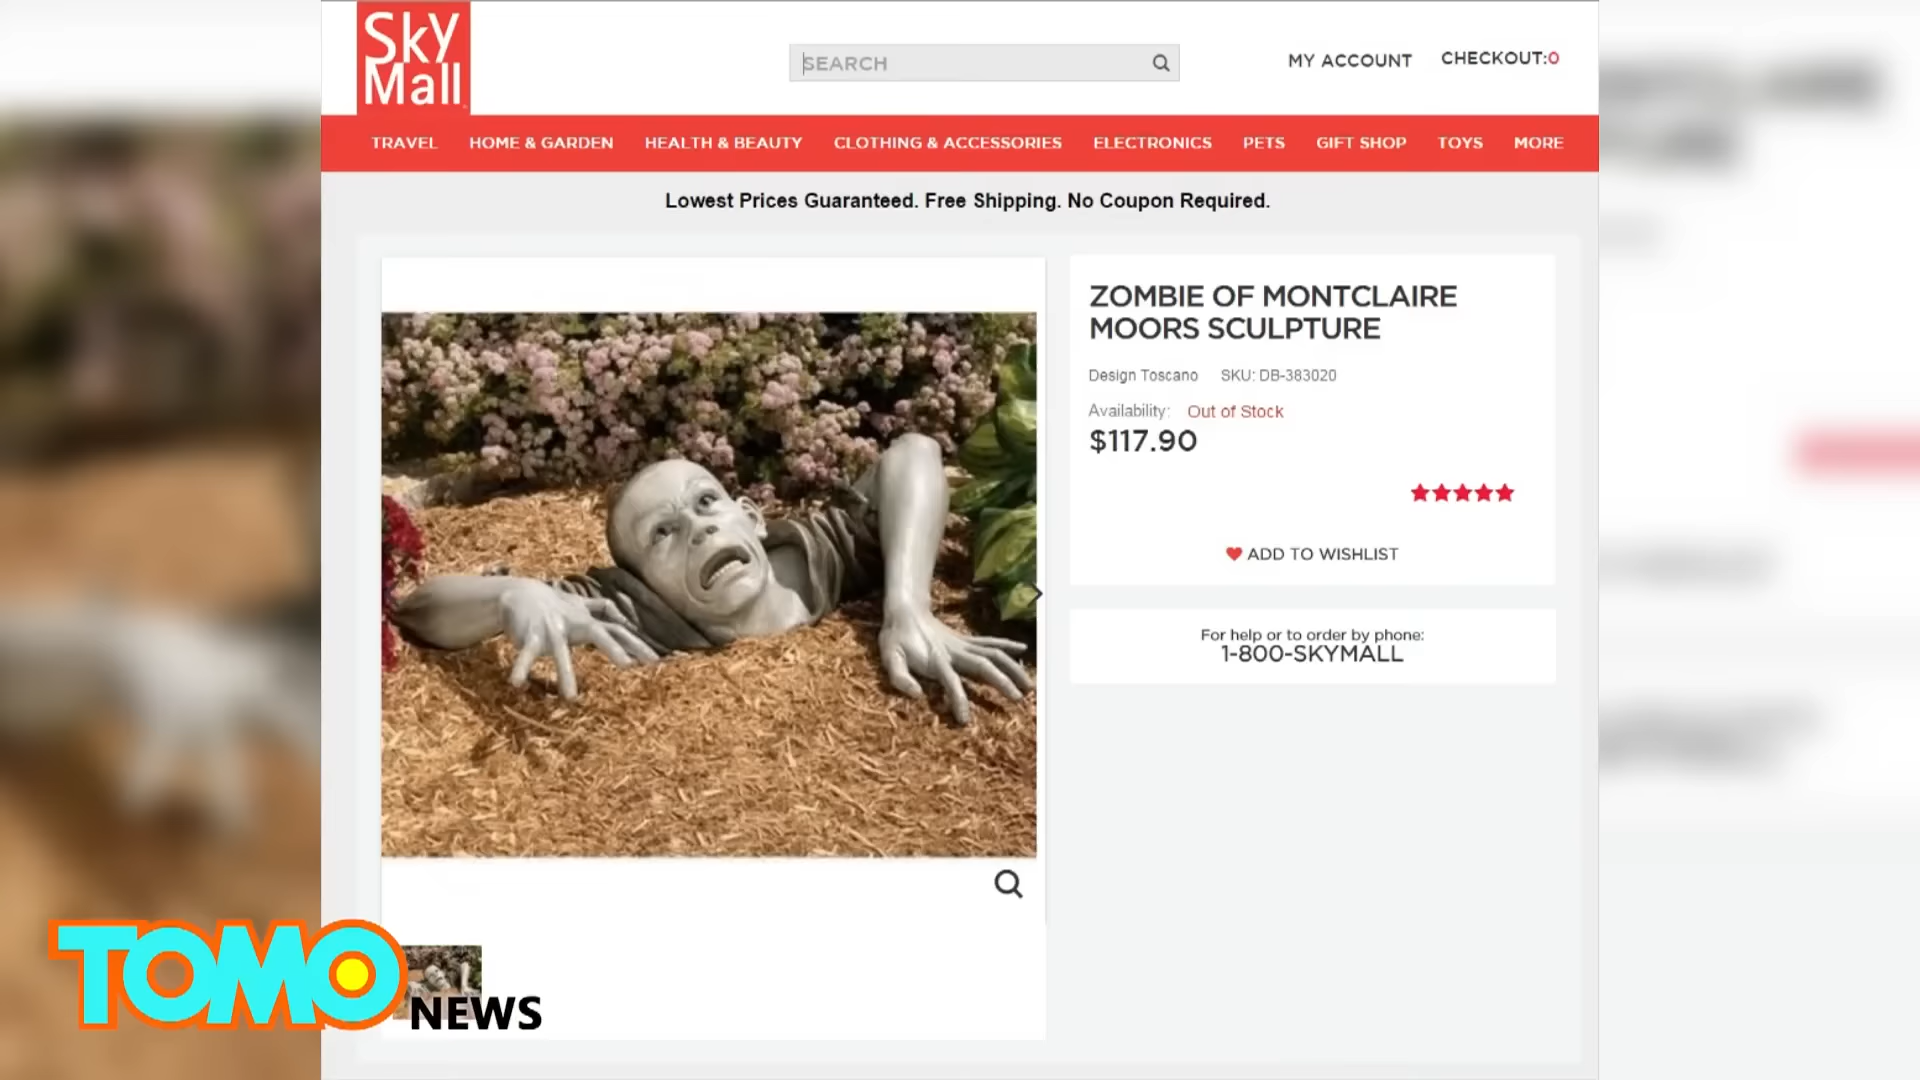 Sky
Mall
SEARCH
MY ACCOUNT
CHECKOUT:0
TRAVEL HOME & GARDEN HEALTH & BEAUTY CLOTHING & ACCESSORIES ELECTRONICS PETS GIFT SHOP TOYS MORE
Lowest Prices Guaranteed. Free Shipping. No Coupon Required.
ZOMBIE OF MONTCLAIRE
MOORS SCULPTURE
Design Toscano SKU: DB-383020
Availability: Out of Stock
$117.90
ADD TO WISHLIST
For help or to order by phone:
1-800-SKYMALL
TOMO
NEWS